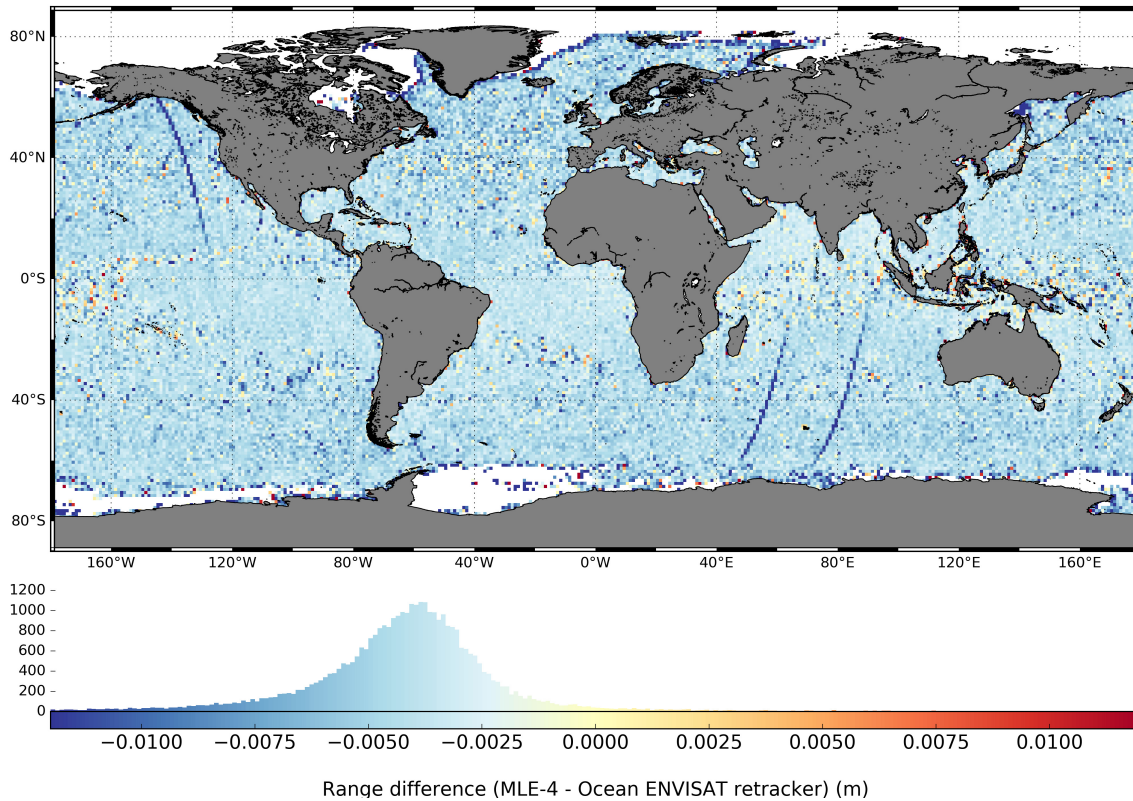 80°N
40°N
0°S
40°S
80°S
160°W 120°W 80°W 40°W 0°W 40°E 80°E 120°E 160°E
1200
1000
800
600
400
200
0
−0.0100 −0.0075 −0.0050 −0.0025 0.0000 0.0025 0.0050 0.0075 0.0100
Range difference (MLE-4 - Ocean ENVISAT retracker) (m)